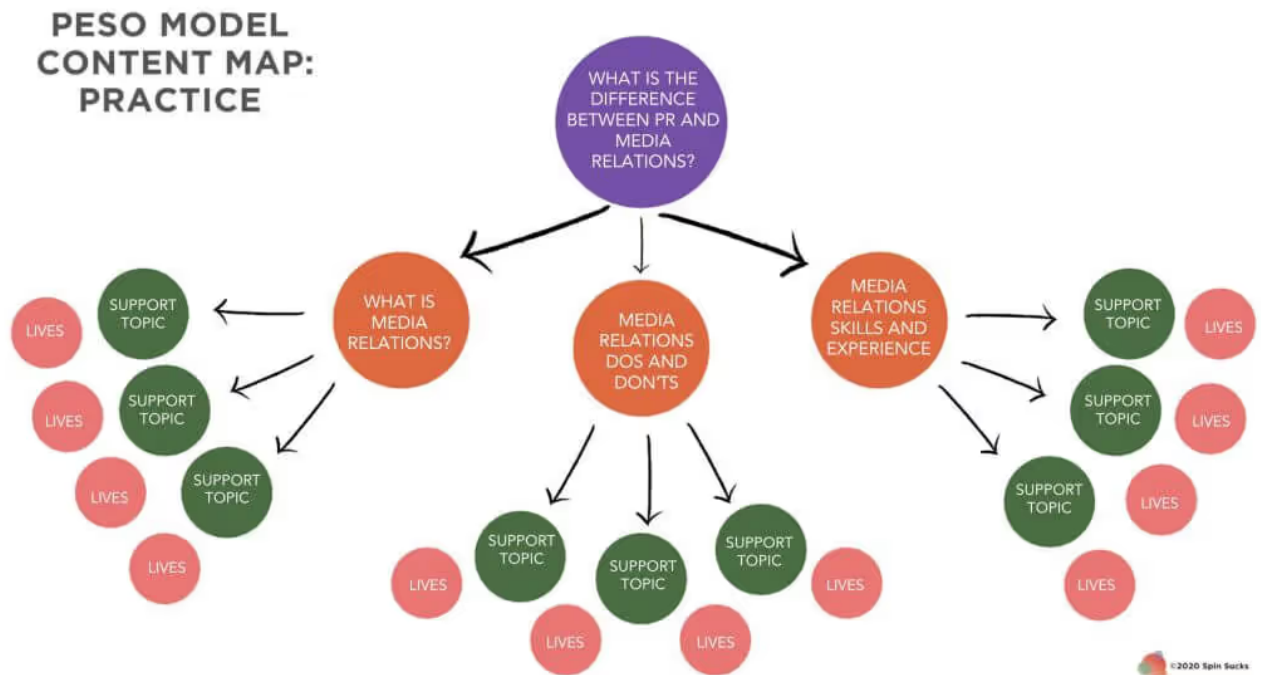 PESO MODEL
CONTENT MAP:
PRACTICE
WHAT IS THE
DIFFERENCE
BETWEEN PR AND
MEDIA
RELATIONS?
WHAT IS
MEDIA
RELATIONS?
MEDIA
RELATIONS
DOS AND
DON'TS
MEDIA
RELATIONS
SKILLS AND
EXPERIENCE
SUPPORT
TOPIC
LIVES
SUPPORT
TOPIC
LIVES
SUPPORT
TOPIC
LIVES
LIVES
SUPPORT
TOPIC
SUPPORT
TOPIC
SUPPORT
TOPIC
LIVES
LIVES
LIVES
LIVES
SUPPORT
TOPIC
LIVES
SUPPORT
TOPIC
LIVES
SUPPORT
TOPIC
LIVES
LIVES
©2020 Spin Sucks